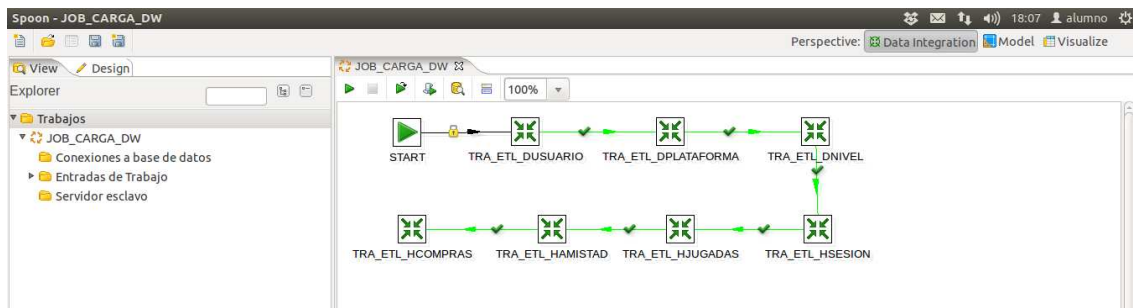 Spoon - JOB_CARGA_DW 18:07 alumno
Perspective: Data Integration Model Visualize
View Design JOB_CARGA_DW
Explorer 100%
Trabajos
JOB_CARGA_DW
Conexiones a base de datos
Entradas de Trabajo
Servidor esclavo
START TRA_ETL_DUSUARIO TRA_ETL_DPLATAFORMA TRA_ETL_DNIVEL
TRA_ETL_HCOMPRAS TRA_ETL_HAMISTAD TRA_ETL_HJUGADAS TRA_ETL_HSESION